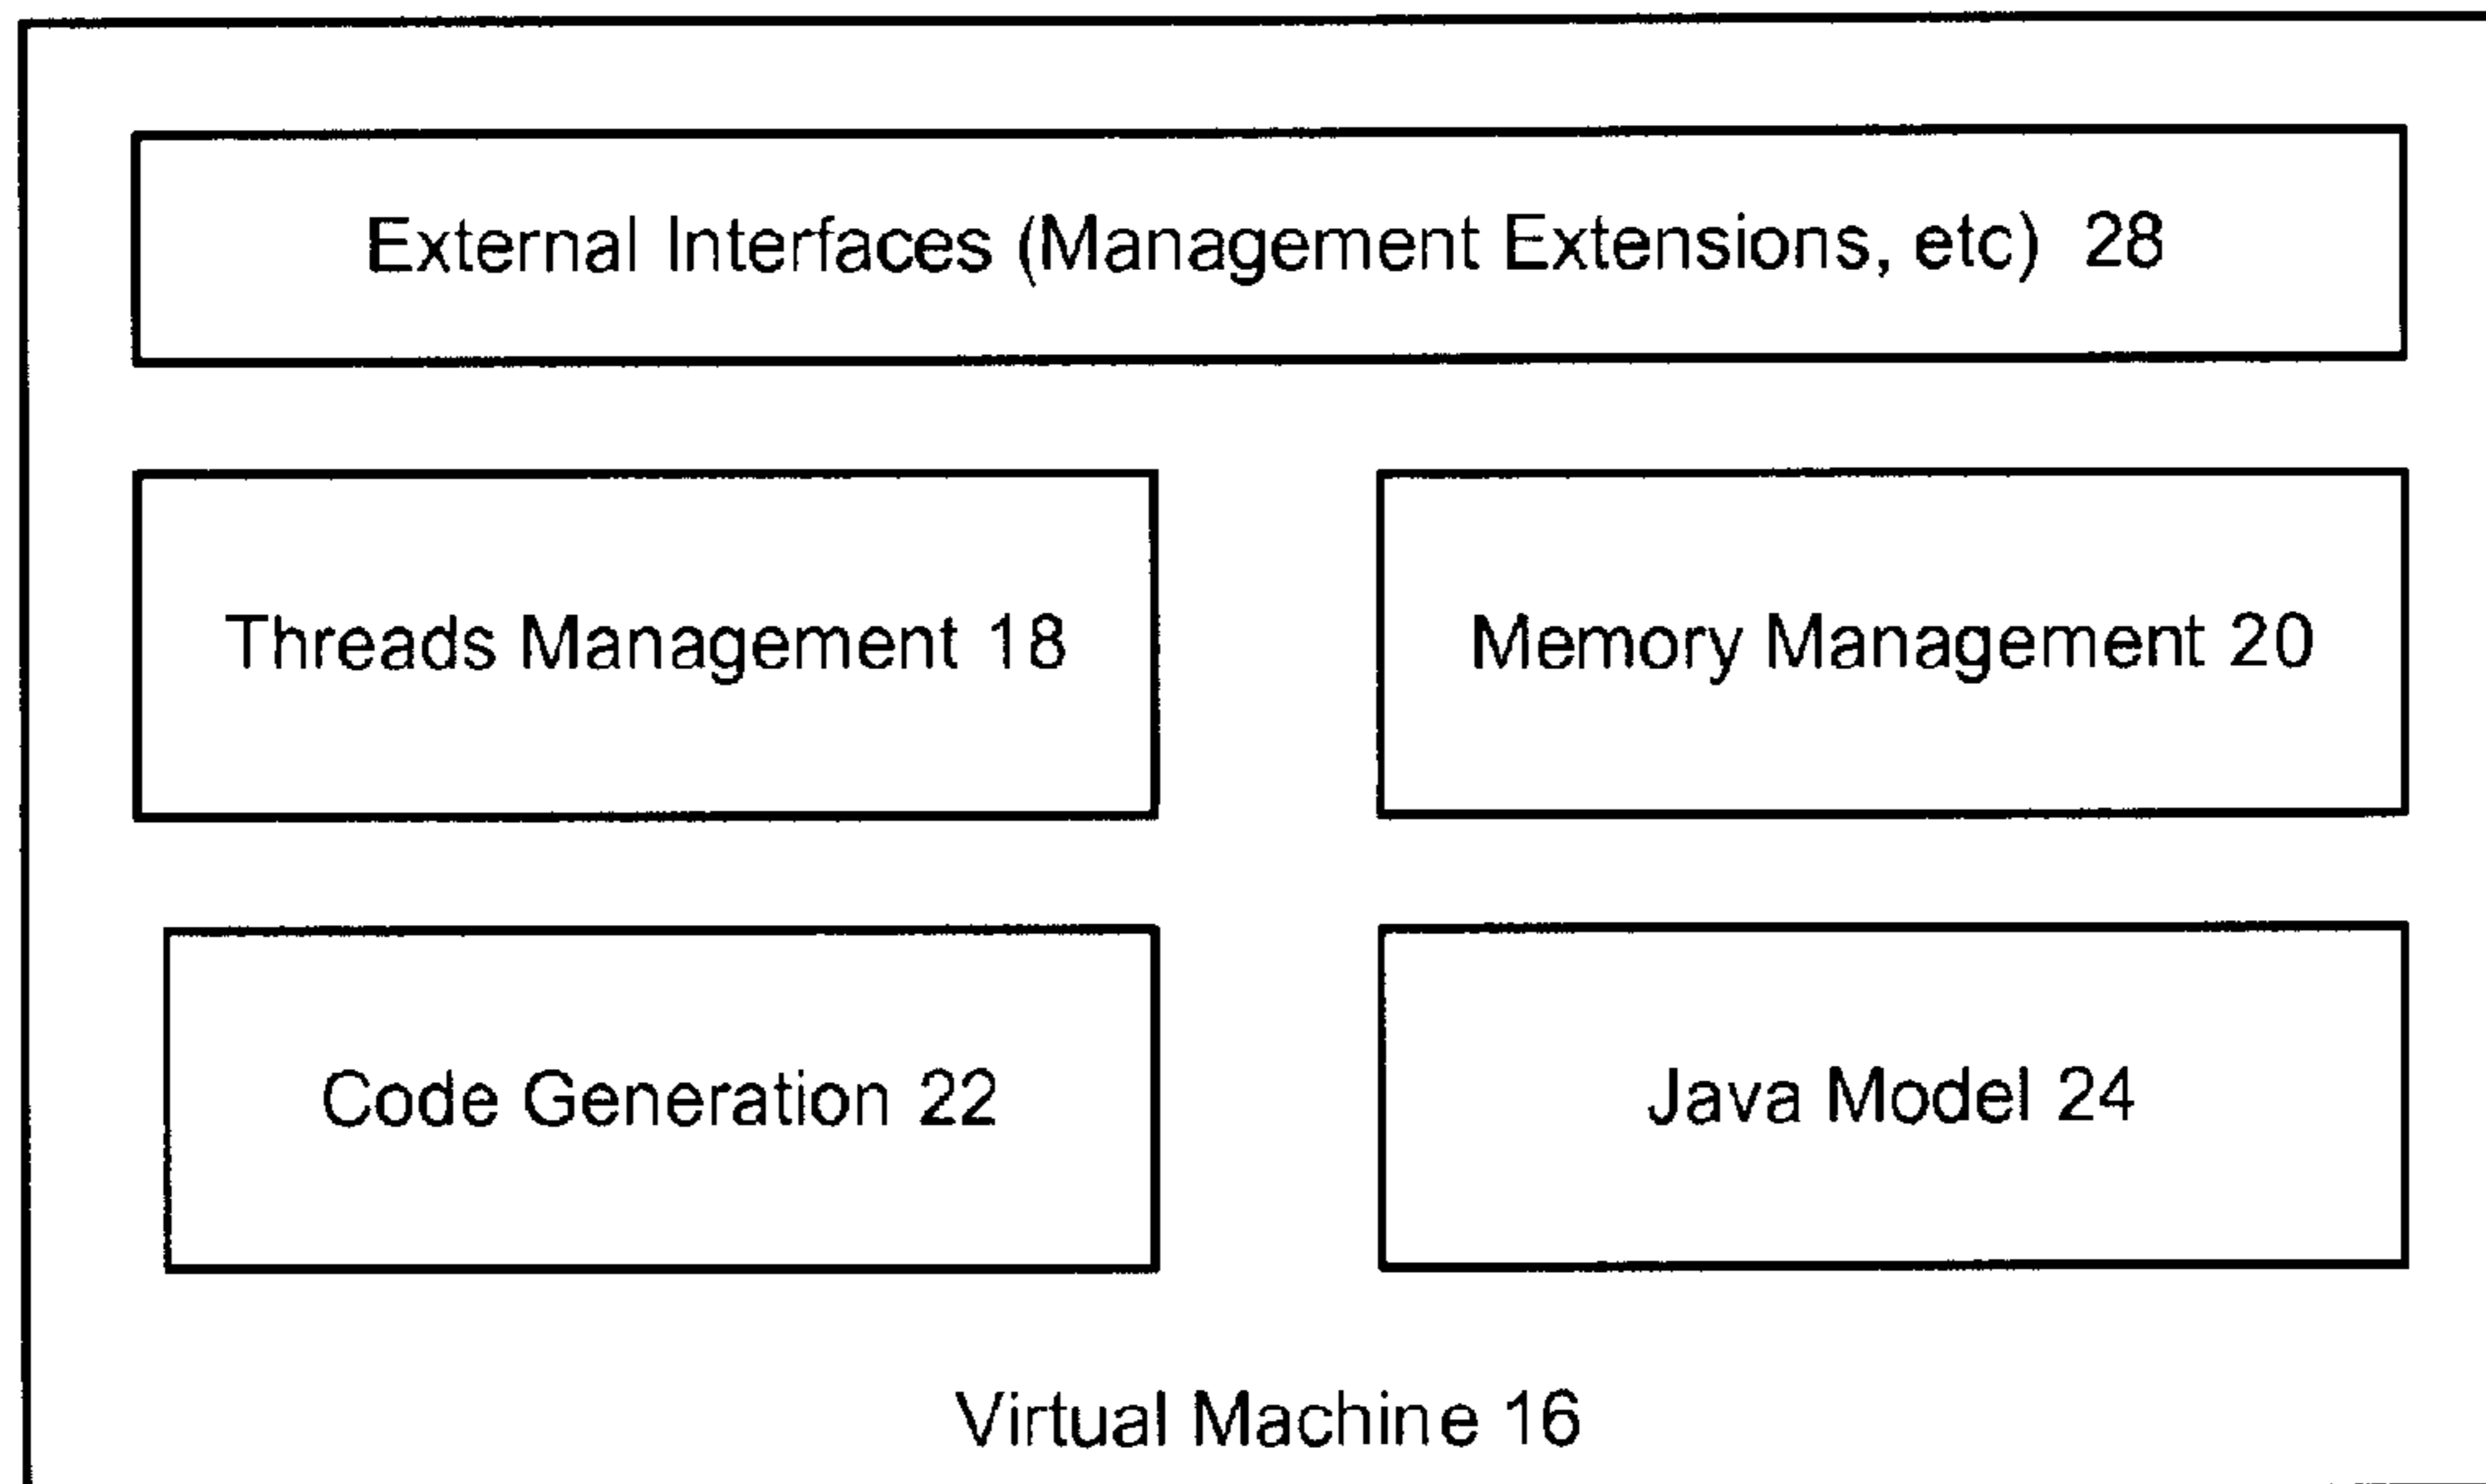 External Interfaces (Management Extensions, etc) 28
Threads Management 18
Memory Management 20
Code Generation 22
Java Model 24
Virtual Machine 16